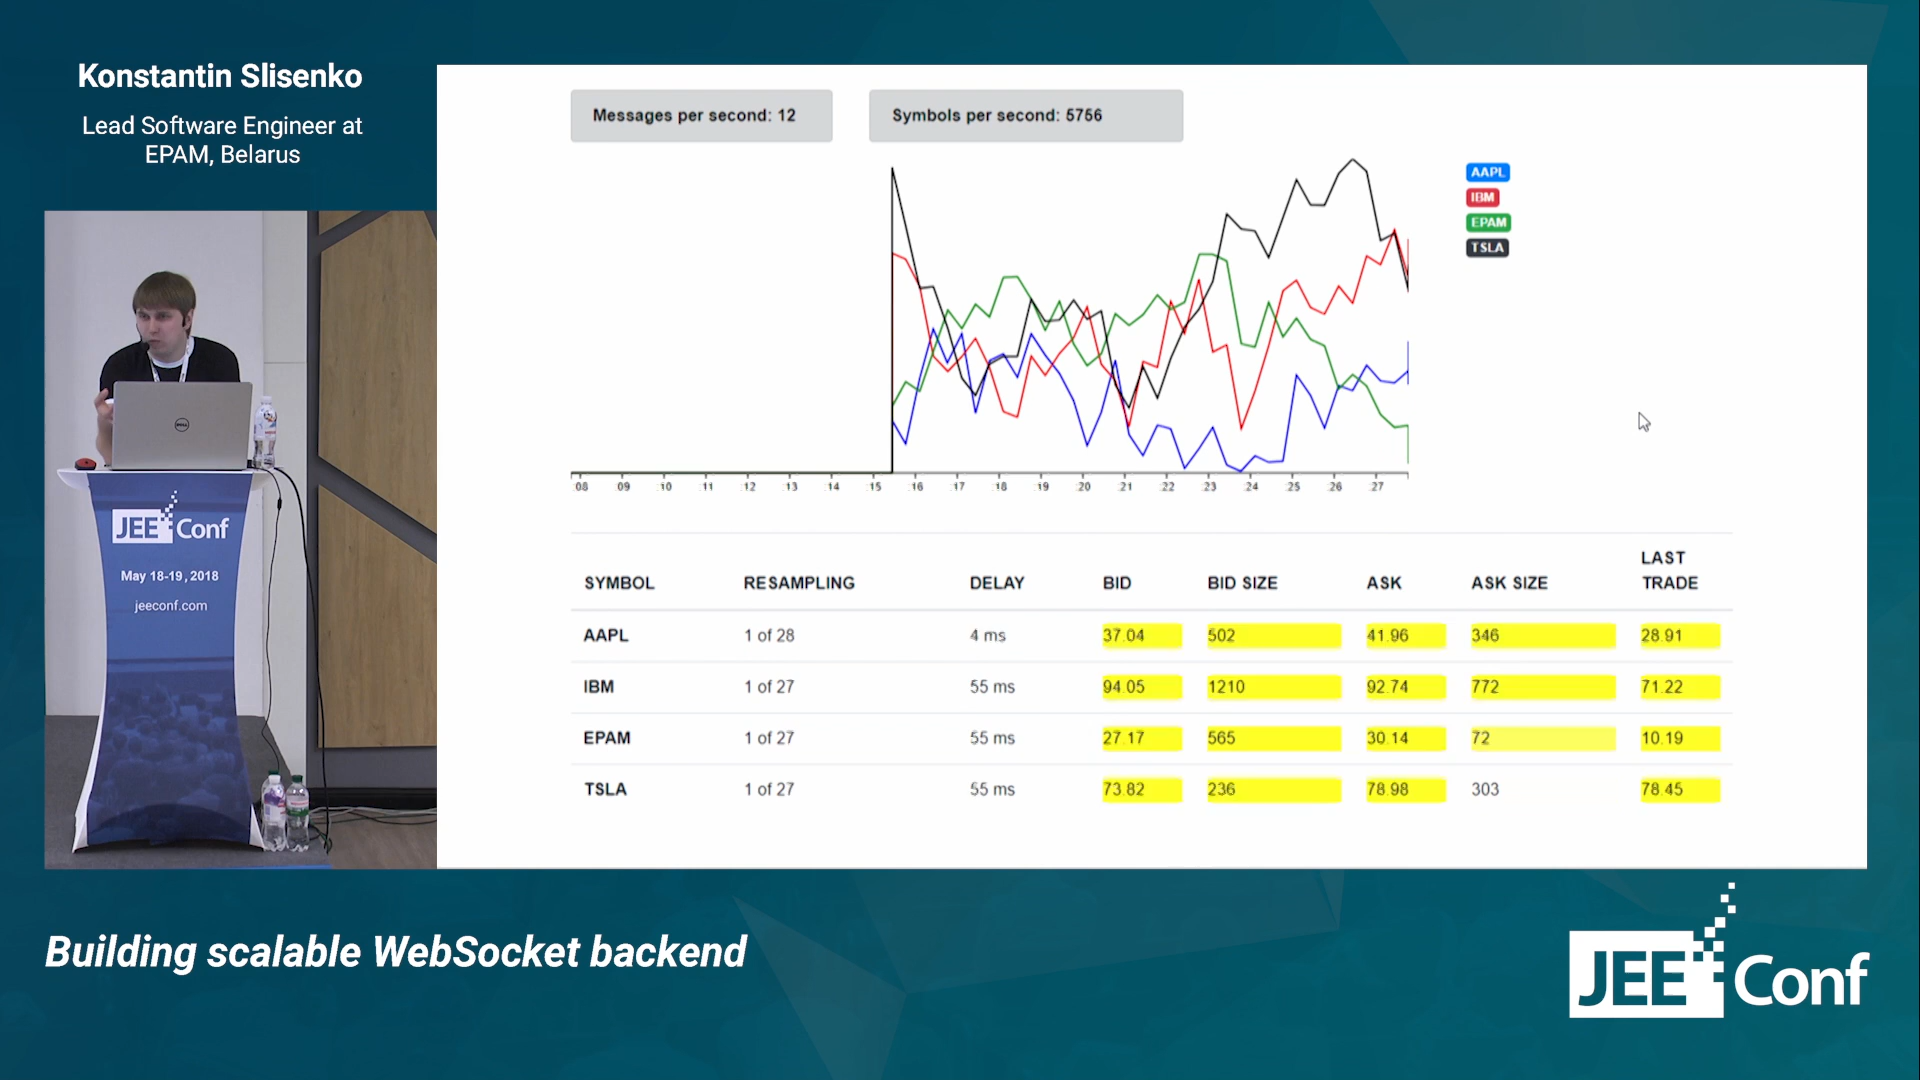 Konstantin Slisenko
Lead Software Engineer at
EPAM, Belarus
Messages per second: 12
Symbols per second: 5756
AAPL
IBM
EPAM
TSLA
:08 :09 :10 :11 :12 :13 :14 :15 :16 :17 :18 :19 :20 :21 :22 :23 :24 :25 :26 :27
SYMBOL RESAMPLING DELAY BID BID SIZE ASK ASK SIZE LAST TRADE
AAPL 1 of 28 4 ms 37.04 502 41.96 346 28.91
IBM 1 of 27 55 ms 94.05 1210 92.74 772 71.22
EPAM 1 of 27 55 ms 27.17 565 30.14 72 10.19
TSLA 1 of 27 55 ms 73.82 236 78.98 303 78.45
DELL
JEE Conf
May 18-19, 2018
jeeconf.com
Building scalable WebSocket backend
JEE Conf